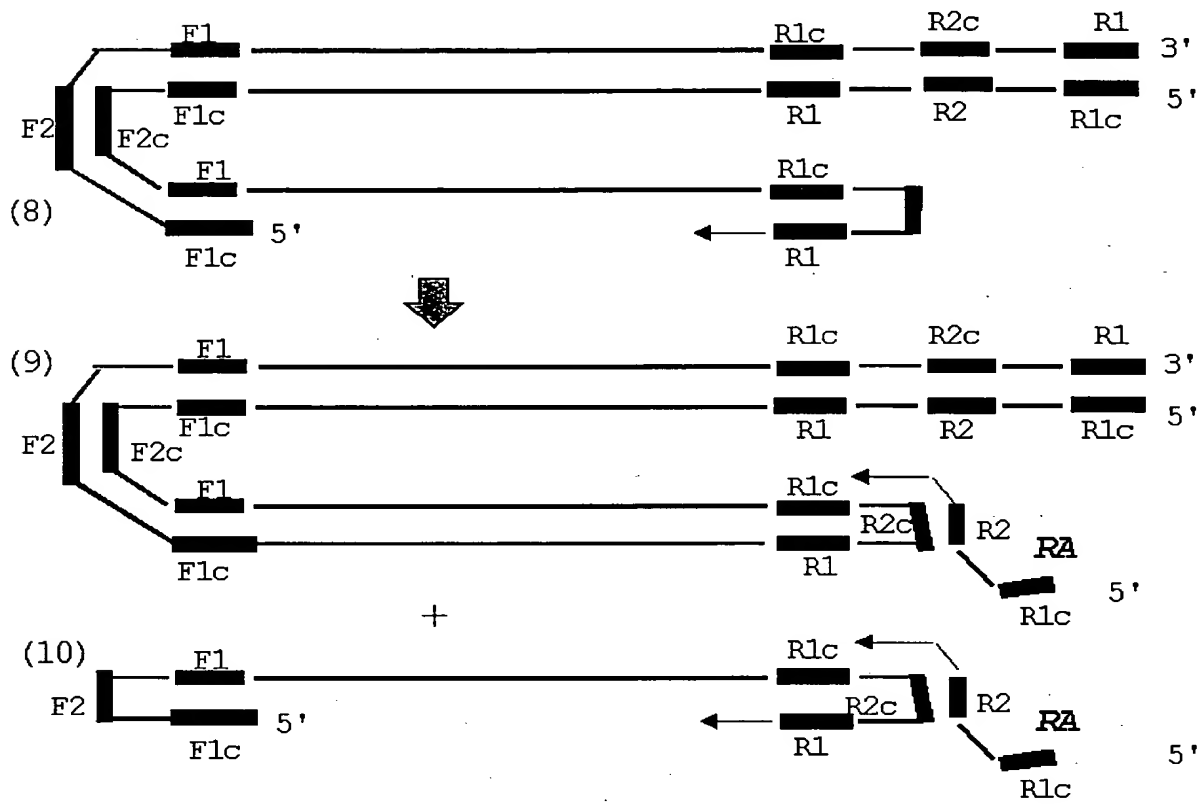 F1 R1c R2c R1
3'
5'
F2 F2c F1c R1 R2 R1c
F1 R1c
(8)
5'
F1c R1
(9) F1 R1c R2c R1
3'
5'
F2 F2c F1c R1 R2 R1c
F1 R1c
R2c R2 RA
F1c R1 R1c 5'
+
(10) F1 R1c
F2 5' R2c R2 RA
F1c R1 5'
R1c